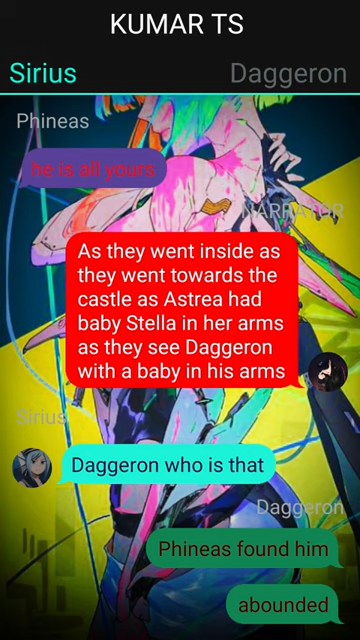 KUMAR TS
Sirius
Daggeron
Phineas
he is all yours
NARRATOR
As they went inside as
they went towards the
castle as Astrea had
baby Stella in her arms
as they see Daggeron
with a baby in his arms
Sirius
Daggeron who is that
Daggeron
Phineas found him
abounded